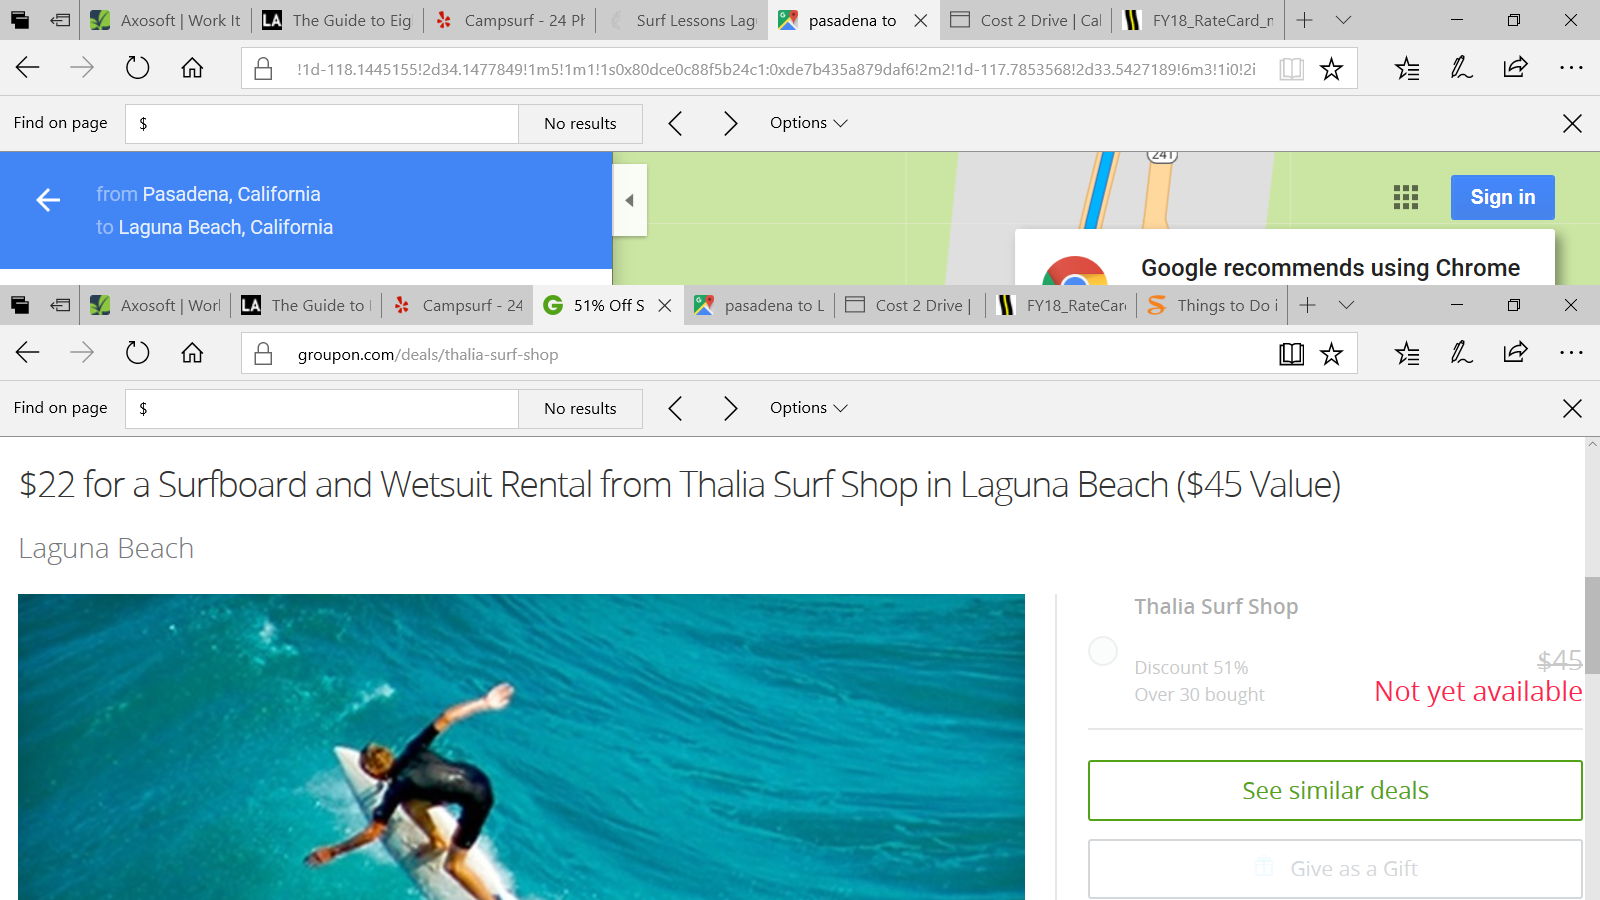 Axosoft | Work It
The Guide to Eig
Campsurf - 24 Ph
Surf Lessons Lag
pasadena to
Cost 2 Drive | Cal
FY18_RateCard_n
!1d-118.1445155!2d34.1477849!1m5!1m1!1s0x80dce0c88f5b24c1:0xde7b435a879daf6!2m2!1d-117.7853568!2d33.5427189!6m3!1i0!2i
Find on page
$
No results
Options
from Pasadena, California
to Laguna Beach, California
241
Sign in
Google recommends using Chrome
Axosoft | Worl
The Guide to I
Campsurf - 24
51% Off S
pasadena to L
Cost 2 Drive |
FY18_RateCar
Things to Do i
groupon.com/deals/thalia-surf-shop
Find on page
$
No results
Options
$22 for a Surfboard and Wetsuit Rental from Thalia Surf Shop in Laguna Beach ($45 Value)
Laguna Beach
Thalia Surf Shop
Discount 51%
$45
Over 30 bought
Not yet available
See similar deals
Give as a Gift